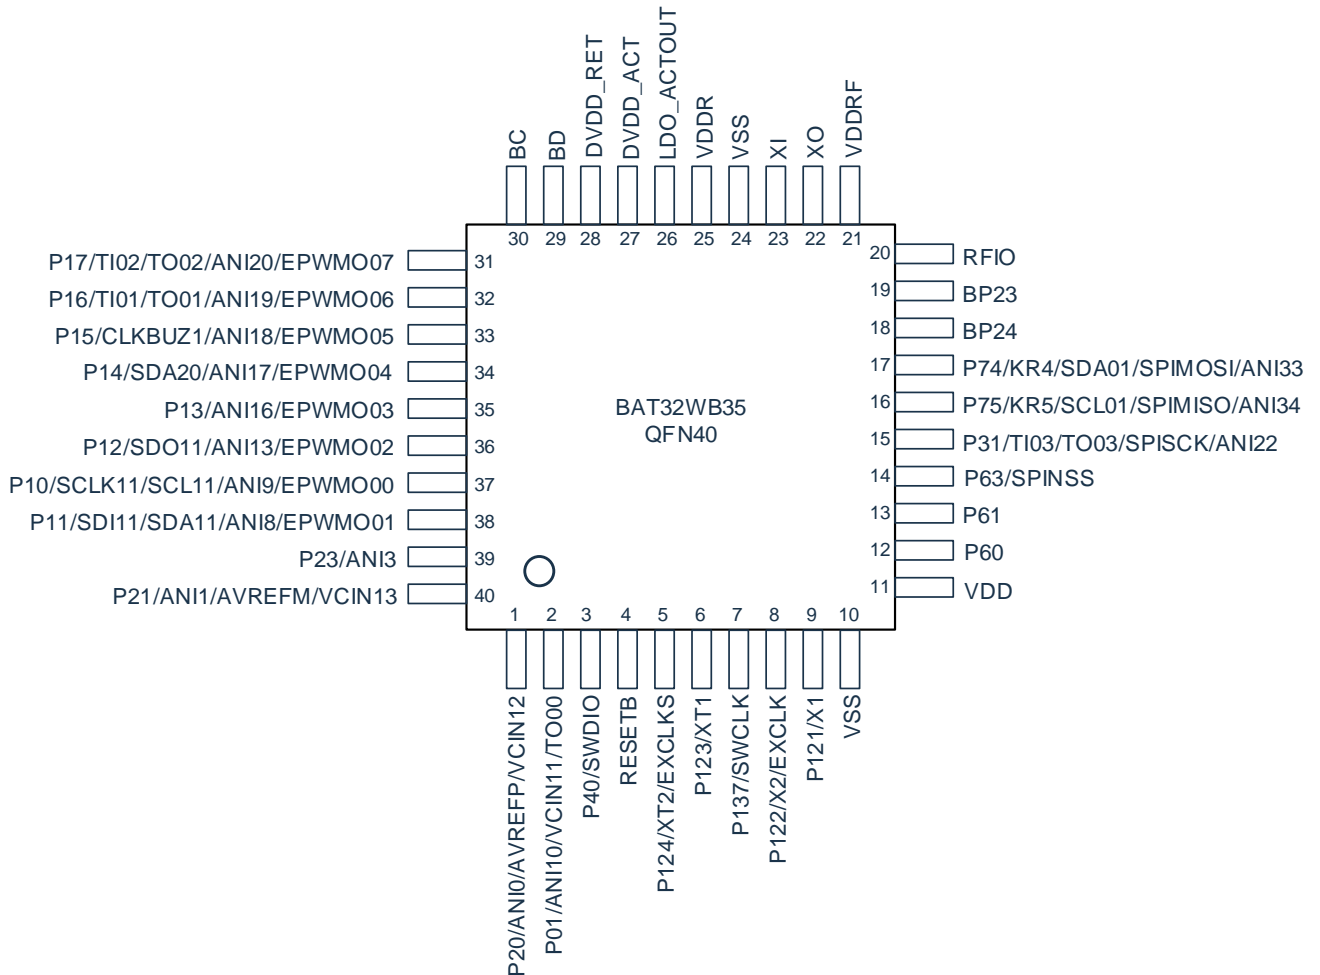 BC
BD
DVDD_RET
DVDD_ACT
LDO_ACTOUT
VDDR
VSS
XI
XO
VDDRF
30
29
28
27
26
25
24
23
22
21
P17/TI02/TO02/ANI20/EPWMO07
31
P16/TI01/TO01/ANI19/EPWMO06
32
P15/CLKBUZ1/ANI18/EPWMO05
33
P14/SDA20/ANI17/EPWMO04
34
P13/ANI16/EPWMO03
35
P12/SDO11/ANI13/EPWMO02
36
P10/SCLK11/SCL11/ANI9/EPWMO00
37
P11/SDI11/SDA11/ANI8/EPWMO01
38
P23/ANI3
39
P21/ANI1/AVREFM/VCIN13
40
BAT32WB35
QFN40
20
RFIO
19
BP23
18
BP24
17
P74/KR4/SDA01/SPIMOSI/ANI33
16
P75/KR5/SCL01/SPIMISO/ANI34
15
P31/TI03/TO03/SPISCK/ANI22
14
P63/SPINSS
13
P61
12
P60
11
VDD
1
2
3
4
5
6
7
8
9
10
P20/ANI0/AVREFP/VCIN12
P01/ANI10/VCIN11/TO00
P40/SWDIO
RESETB
P124/XT2/EXCLKS
P123/XT1
P137/SWCLK
P122/X2/EXCLK
P121/X1
VSS